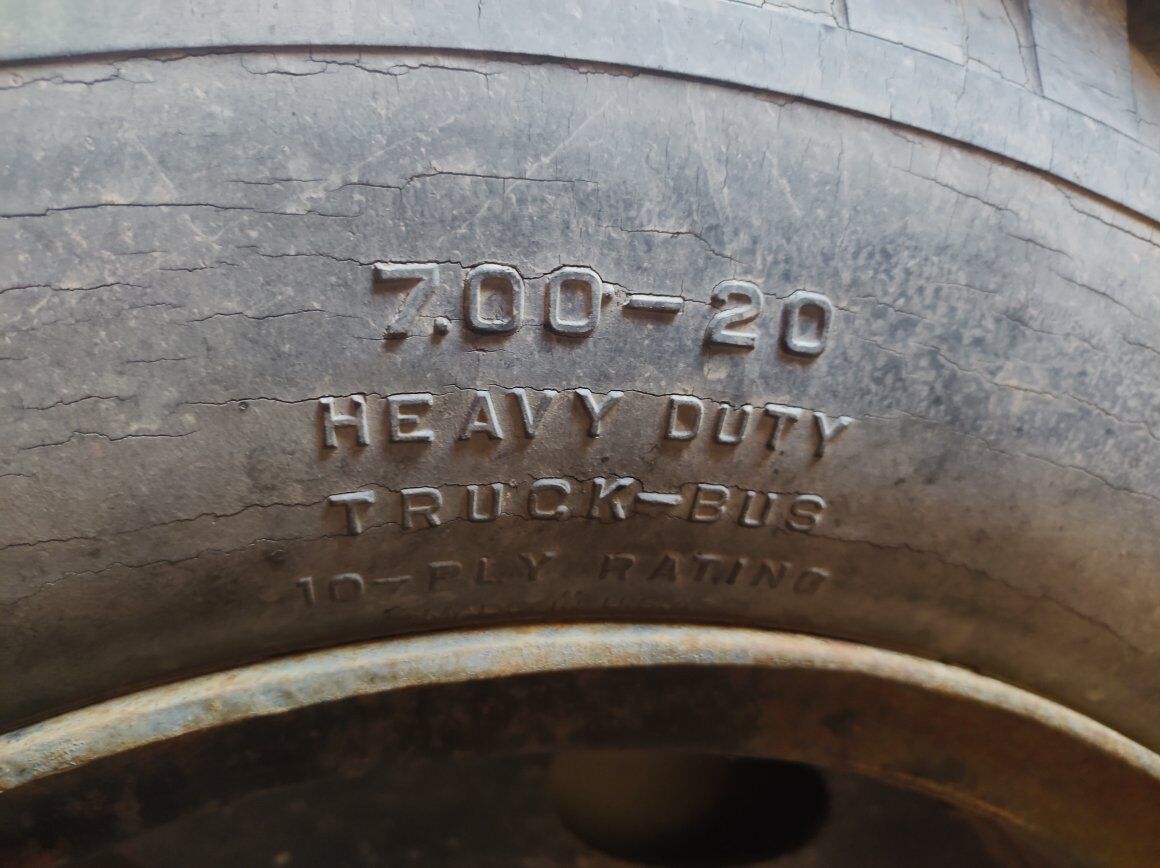 7.00-20
HEAVY DUTY
TRUCK-BUS
10-PLY RATING